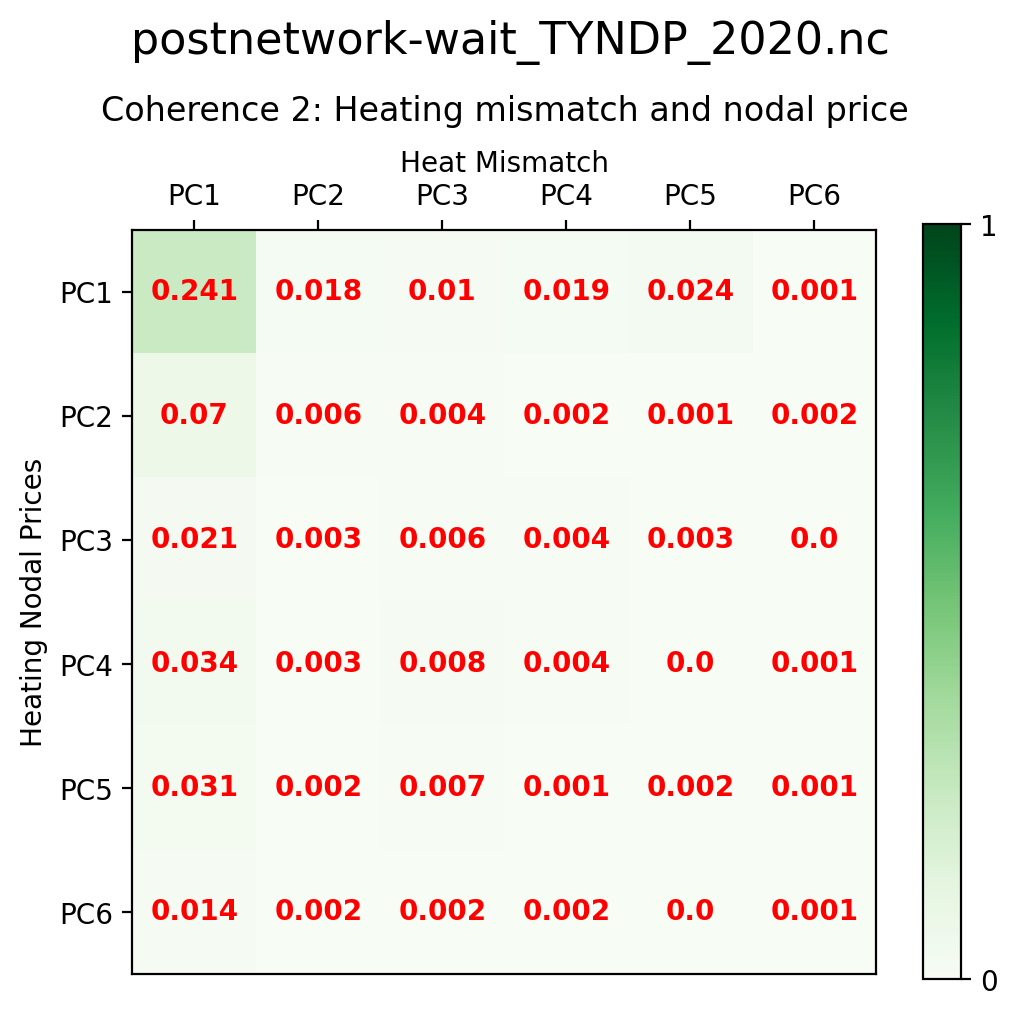 postnetwork-wait_TYNDP_2020.nc
Coherence 2: Heating mismatch and nodal price
Heat Mismatch
PC1 PC2 PC3 PC4 PC5 PC6
1
PC1 0.241 0.018 0.01 0.019 0.024 0.001
PC2 0.07 0.006 0.004 0.002 0.001 0.002
PC3 0.021 0.003 0.006 0.004 0.003 0.0
PC4 0.034 0.003 0.008 0.004 0.0 0.001
PC5 0.031 0.002 0.007 0.001 0.002 0.001
PC6 0.014 0.002 0.002 0.002 0.0 0.001
0
Heating Nodal Prices